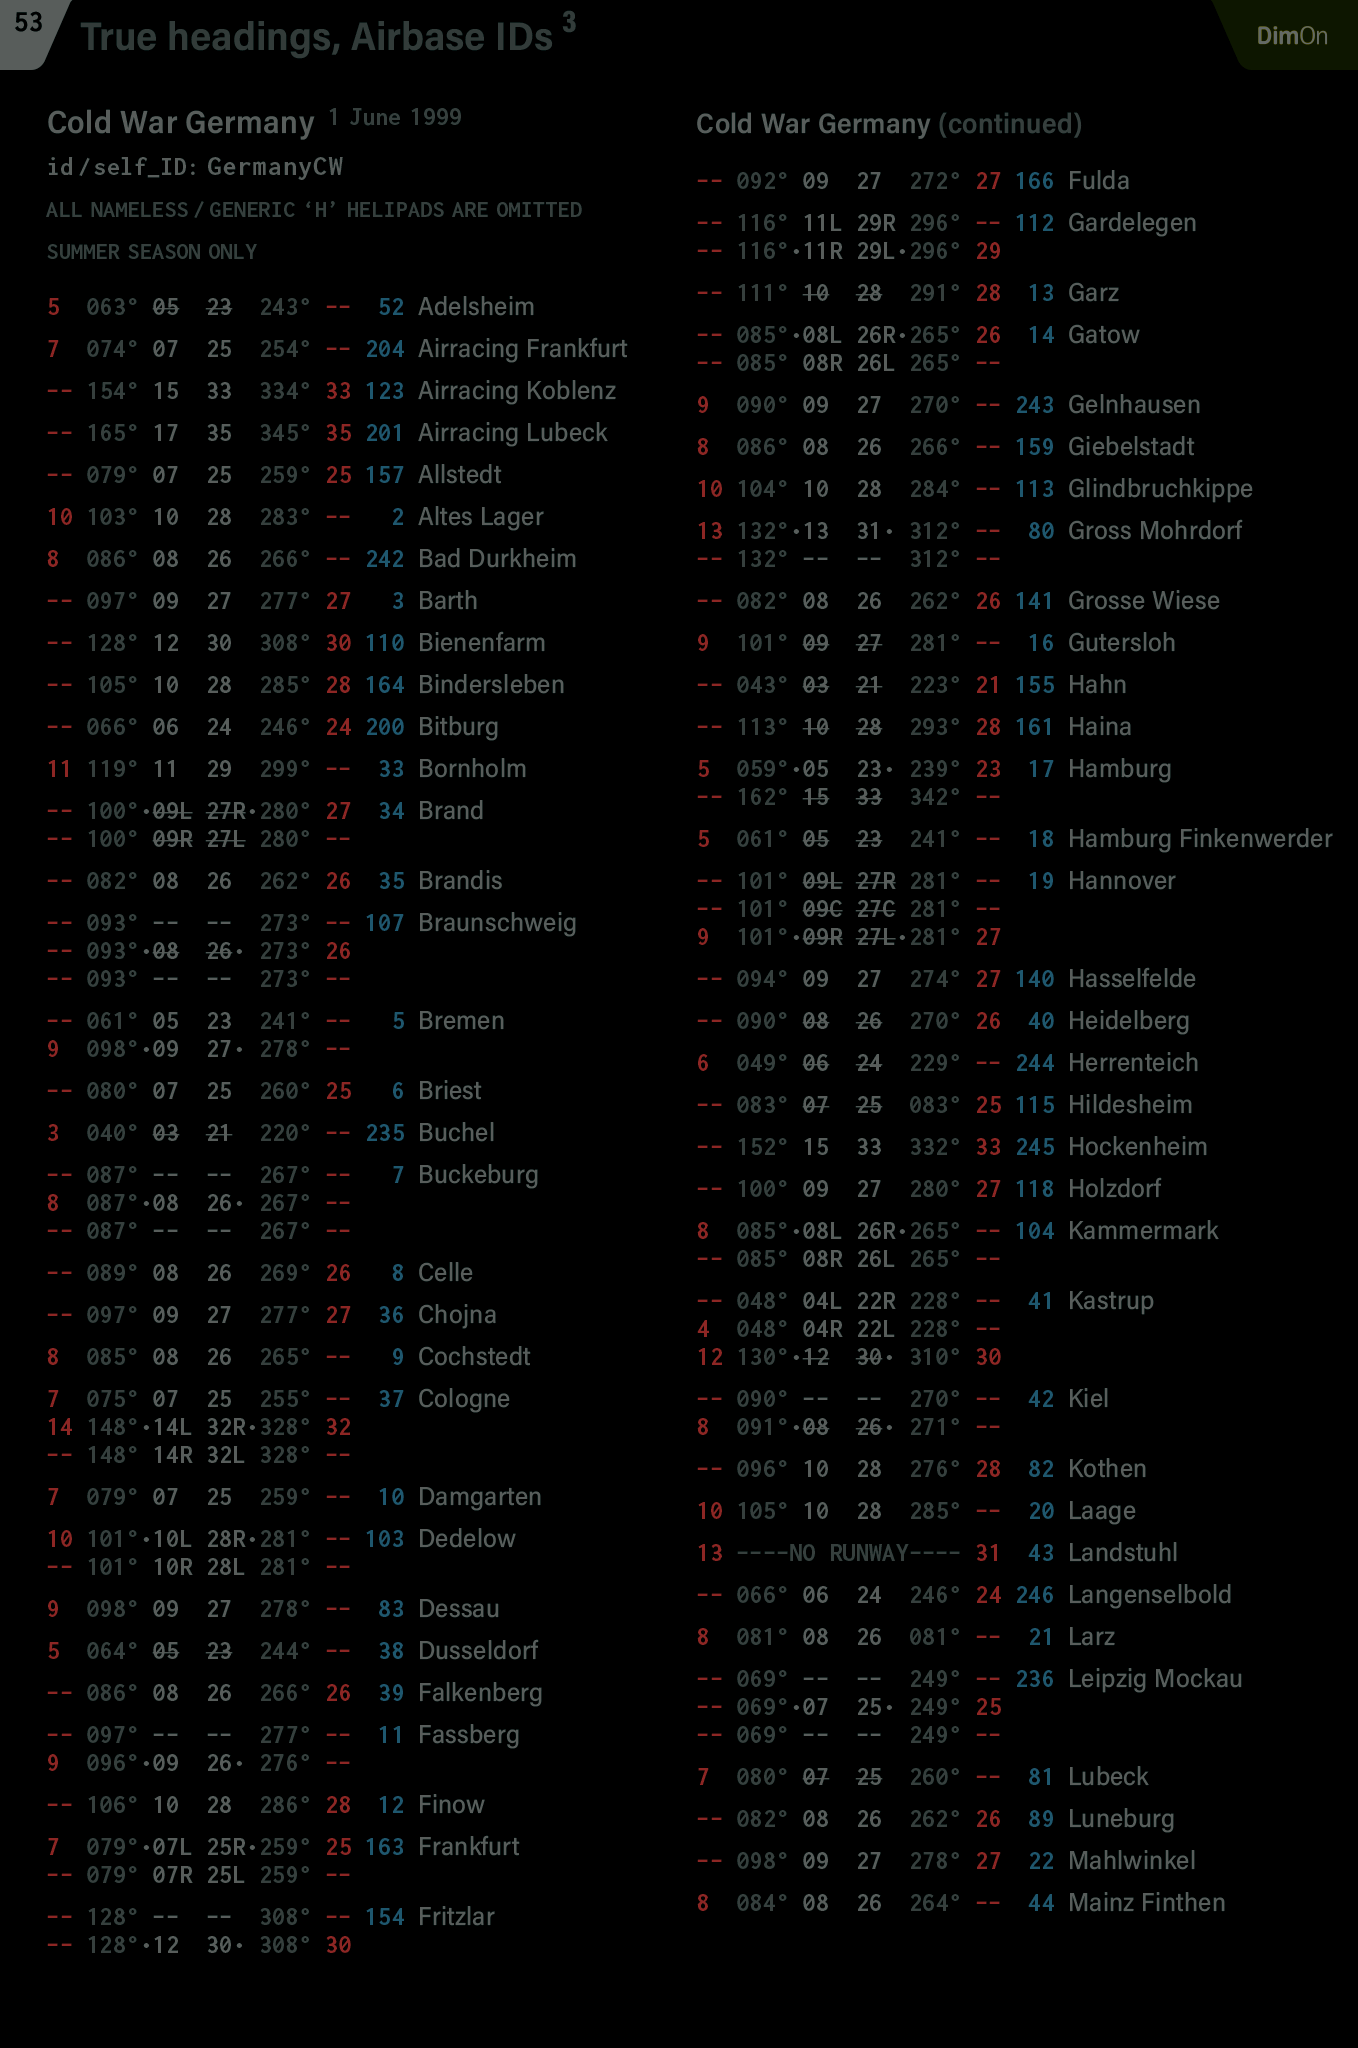 53
True headings, Airbase IDs 3
DimOn
Cold War Germany 1 June 1999
id/self_ID: GermanyCW
ALL NAMELESS / GENERIC ‘H’ HELIPADS ARE OMITTED
SUMMER SEASON ONLY
5 063° 05 23 243° -- 52 Adelsheim
7 074° 07 25 254° -- 204 Airracing Frankfurt
-- 154° 15 33 334° 33 123 Airracing Koblenz
-- 165° 17 35 345° 35 201 Airracing Lubeck
-- 079° 07 25 259° 25 157 Allstedt
10 103° 10 28 283° -- 2 Altes Lager
8 086° 08 26 266° -- 242 Bad Durkheim
-- 097° 09 27 277° 27 3 Barth
-- 128° 12 30 308° 30 110 Bienenfarm
-- 105° 10 28 285° 28 164 Bindersleben
-- 066° 06 24 246° 24 200 Bitburg
11 119° 11 29 299° -- 33 Bornholm
-- 100°·09L 27R·280° 27 34 Brand
-- 100° 09R 27L 280° --
-- 082° 08 26 262° 26 35 Brandis
-- 093° -- -- 273° -- 107 Braunschweig
-- 093°·08 26· 273° 26
-- 093° -- -- 273° --
-- 061° 05 23 241° -- 5 Bremen
9 098°·09 27· 278° --
-- 080° 07 25 260° 25 6 Briest
3 040° 03 21 220° -- 235 Buchel
-- 087° -- -- 267° -- 7 Buckeburg
8 087°·08 26· 267° --
-- 087° -- -- 267° --
-- 089° 08 26 269° 26 8 Celle
-- 097° 09 27 277° 27 36 Chojna
8 085° 08 26 265° -- 9 Cochstedt
7 075° 07 25 255° -- 37 Cologne
14 148°·14L 32R·328° 32
-- 148° 14R 32L 328° --
7 079° 07 25 259° -- 10 Damgarten
10 101°·10L 28R·281° -- 103 Dedelow
-- 101° 10R 28L 281° --
9 098° 09 27 278° -- 83 Dessau
5 064° 05 23 244° -- 38 Dusseldorf
-- 086° 08 26 266° 26 39 Falkenberg
-- 097° -- -- 277° -- 11 Fassberg
9 096°·09 26· 276° --
-- 106° 10 28 286° 28 12 Finow
7 079°·07L 25R·259° 25 163 Frankfurt
-- 079° 07R 25L 259° --
-- 128° -- -- 308° -- 154 Fritzlar
-- 128°·12 30· 308° 30
Cold War Germany (continued)
-- 092° 09 27 272° 27 166 Fulda
-- 116° 11L 29R 296° -- 112 Gardelegen
-- 116°·11R 29L·296° 29
-- 111° 10 28 291° 28 13 Garz
-- 085°·08L 26R·265° 26 14 Gatow
-- 085° 08R 26L 265° --
9 090° 09 27 270° -- 243 Gelnhausen
8 086° 08 26 266° -- 159 Giebelstadt
10 104° 10 28 284° -- 113 Glindbruchkippe
13 132°·13 31· 312° -- 80 Gross Mohrdorf
-- 132° -- -- 312° --
-- 082° 08 26 262° 26 141 Grosse Wiese
9 101° 09 27 281° -- 16 Gutersloh
-- 043° 03 21 223° 21 155 Hahn
-- 113° 10 28 293° 28 161 Haina
5 059°·05 23· 239° 23 17 Hamburg
-- 162° 15 33 342° --
5 061° 05 23 241° -- 18 Hamburg Finkenwerder
-- 101° 09L 27R 281° -- 19 Hannover
-- 101° 09C 27C 281° --
9 101°·09R 27L·281° 27
-- 094° 09 27 274° 27 140 Hasselfelde
-- 090° 08 26 270° 26 40 Heidelberg
6 049° 06 24 229° -- 244 Herrenteich
-- 083° 07 25 083° 25 115 Hildesheim
-- 152° 15 33 332° 33 245 Hockenheim
-- 100° 09 27 280° 27 118 Holzdorf
8 085°·08L 26R·265° -- 104 Kammermark
-- 085° 08R 26L 265° --
-- 048° 04L 22R 228° -- 41 Kastrup
4 048° 04R 22L 228° --
12 130°·12 30· 310° 30
-- 090° -- -- 270° -- 42 Kiel
8 091°·08 26· 271° --
-- 096° 10 28 276° 28 82 Kothen
10 105° 10 28 285° -- 20 Laage
13 ----NO RUNWAY---- 31 43 Landstuhl
-- 066° 06 24 246° 24 246 Langenselbold
8 081° 08 26 081° -- 21 Larz
-- 069° -- -- 249° -- 236 Leipzig Mockau
-- 069°·07 25· 249° 25
-- 069° -- -- 249° --
7 080° 07 25 260° -- 81 Lubeck
-- 082° 08 26 262° 26 89 Luneburg
-- 098° 09 27 278° 27 22 Mahlwinkel
8 084° 08 26 264° -- 44 Mainz Finthen